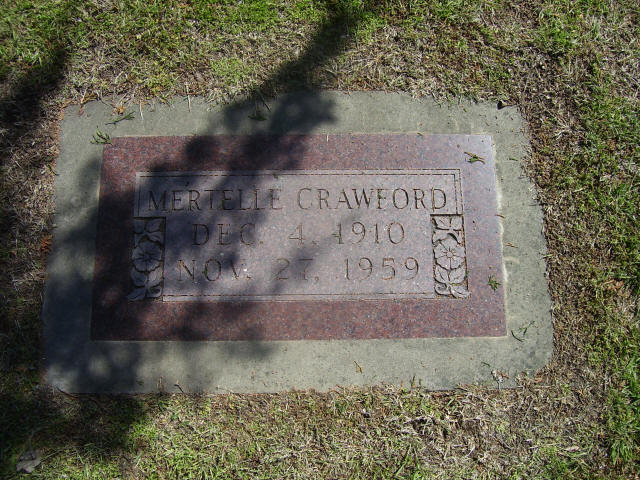 MERTELLE CRAWFORD
DEC. 4, 1910
NOV. 27, 1959